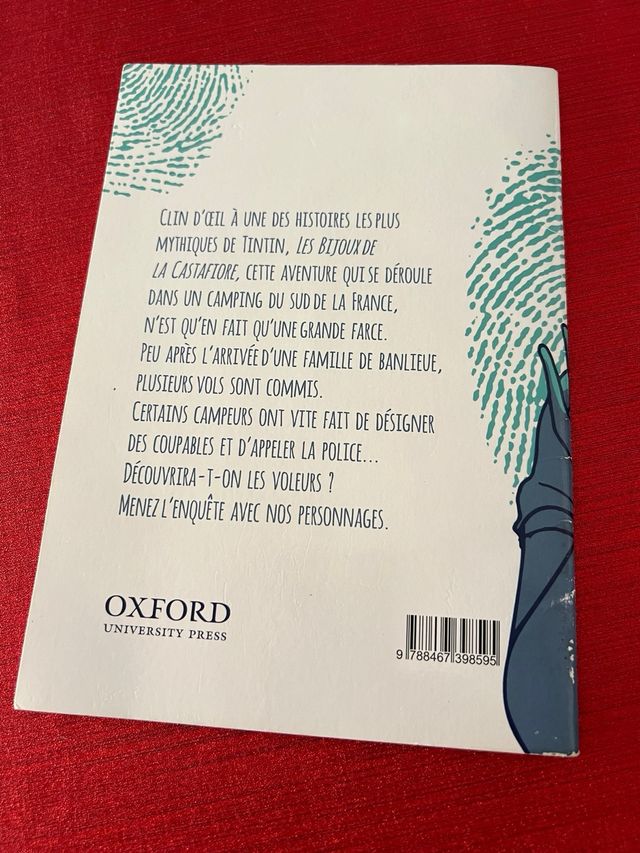 CLIN D'ŒIL À UNE DES HISTOIRES LES PLUS
MYTHIQUES DE TINTIN, LES BIJOUX DE
LA CASTAFIORE, CETTE AVENTURE QUI SE DÉROULE
DANS UN CAMPING DU SUD DE LA FRANCE,
N'EST QU'EN FAIT QU'UNE GRANDE FARCE.
PEU APRÈS L'ARRIVÉE D'UNE FAMILLE DE BANLIEUE,
PLUSIEURS VOLS SONT COMMIS.
CERTAINS CAMPEURS ONT VITE FAIT DE DÉSIGNER
DES COUPABLES ET D'APPELER LA POLICE...
DÉCOUVRIRA-T-ON LES VOLEURS ?
MENEZ L'ENQUÊTE AVEC NOS PERSONNAGES.
OXFORD
UNIVERSITY PRESS
9 788467 398595